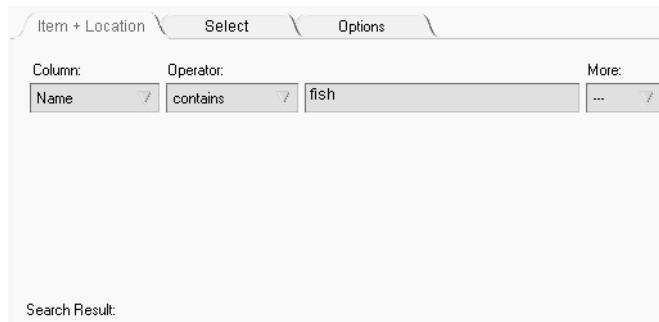 Item + Location Select Options
Column: Operator: More:
Name contains fish ---
Search Result: